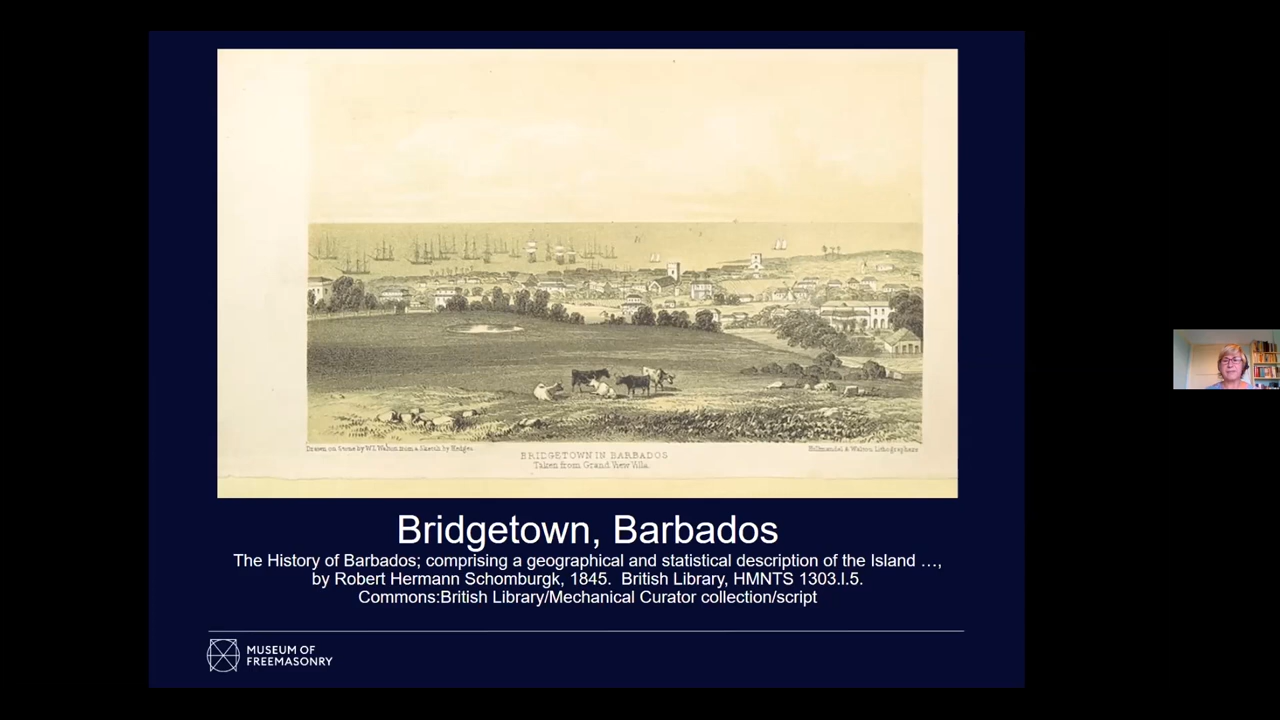 Drawn on Stone by W.L. Walton from a Sketch by Hedges
Hullmandel & Walton Lithographers
BRIDGETOWN IN BARBADOS
Taken from Grand View Villa.
Bridgetown, Barbados
The History of Barbados; comprising a geographical and statistical description of the Island …,
by Robert Hermann Schomburgk, 1845. British Library, HMNTS 1303.l.5.
Commons:British Library/Mechanical Curator collection/script
MUSEUM OF
FREEMASONRY